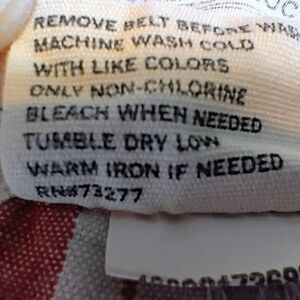 REMOVE BELT BEFORE WASH
MACHINE WASH COLD
WITH LIKE COLORS
ONLY NON-CHLORINE
BLEACH WHEN NEEDED
TUMBLE DRY LOW
WARM IRON IF NEEDED
RN#73277